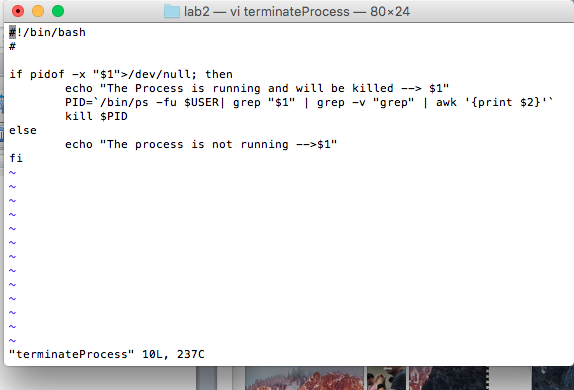 lab2 — vi terminateProcess — 80×24
#!/bin/bash
#
if pidof -x "$1">/dev/null; then
        echo "The Process is running and will be killed --> $1"
        PID=`/bin/ps -fu $USER| grep "$1" | grep -v "grep" | awk '{print $2}'`
        kill $PID
else
        echo "The process is not running -->$1"
fi
~
~
~
~
~
~
~
~
~
~
~
~
~
"terminateProcess" 10L, 237C